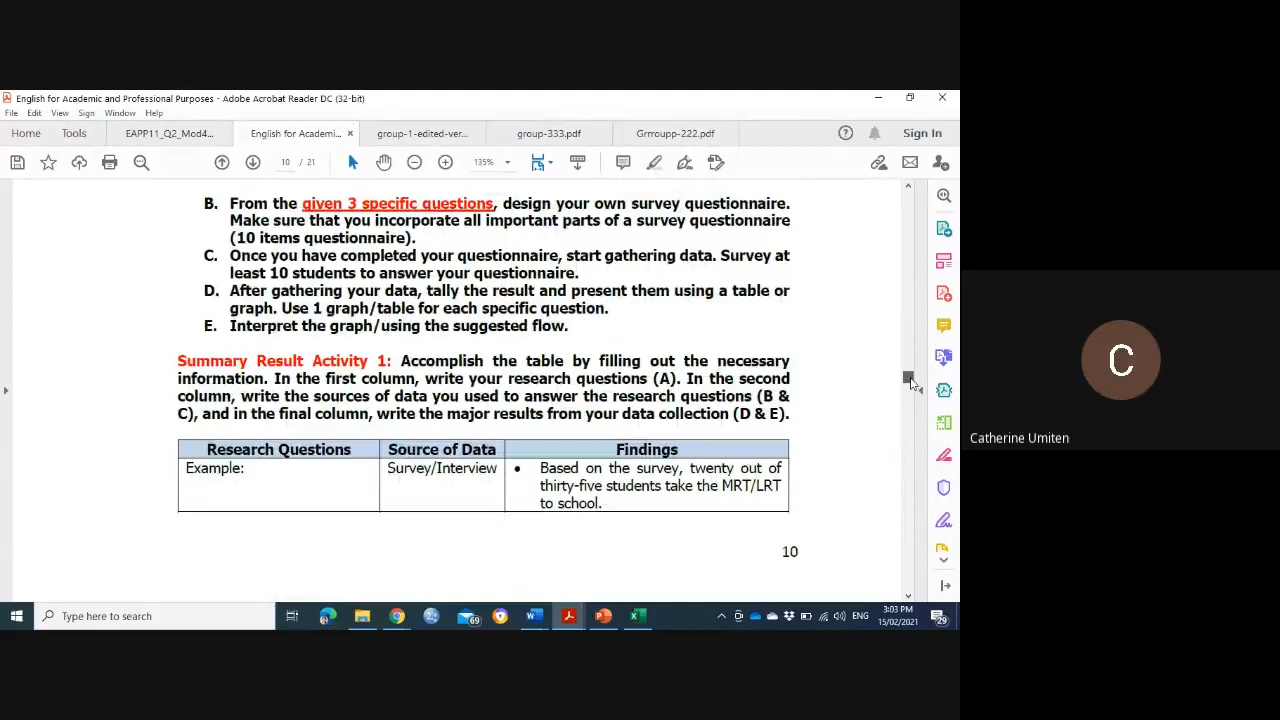 English for Academic and Professional Purposes - Adobe Acrobat Reader DC (32-bit)
File Edit View Sign Window Help
Home Tools EAPP11_Q2_Mod4... English for Academi... × group-1-edited-ver... group-333.pdf Grrroupp-222.pdf Sign In
10 / 21 135%
B. From the given 3 specific questions, design your own survey questionnaire.
Make sure that you incorporate all important parts of a survey questionnaire
(10 items questionnaire).
C. Once you have completed your questionnaire, start gathering data. Survey at
least 10 students to answer your questionnaire.
D. After gathering your data, tally the result and present them using a table or
graph. Use 1 graph/table for each specific question.
E. Interpret the graph/using the suggested flow.
Summary Result Activity 1: Accomplish the table by filling out the necessary
information. In the first column, write your research questions (A). In the second
column, write the sources of data you used to answer the research questions (B &
C), and in the final column, write the major results from your data collection (D & E).
Research Questions Source of Data Findings
Example: Survey/Interview • Based on the survey, twenty out of
thirty-five students take the MRT/LRT
to school.
10
C
Catherine Umiten
Type here to search
69
ENG
3:03 PM
15/02/2021
29